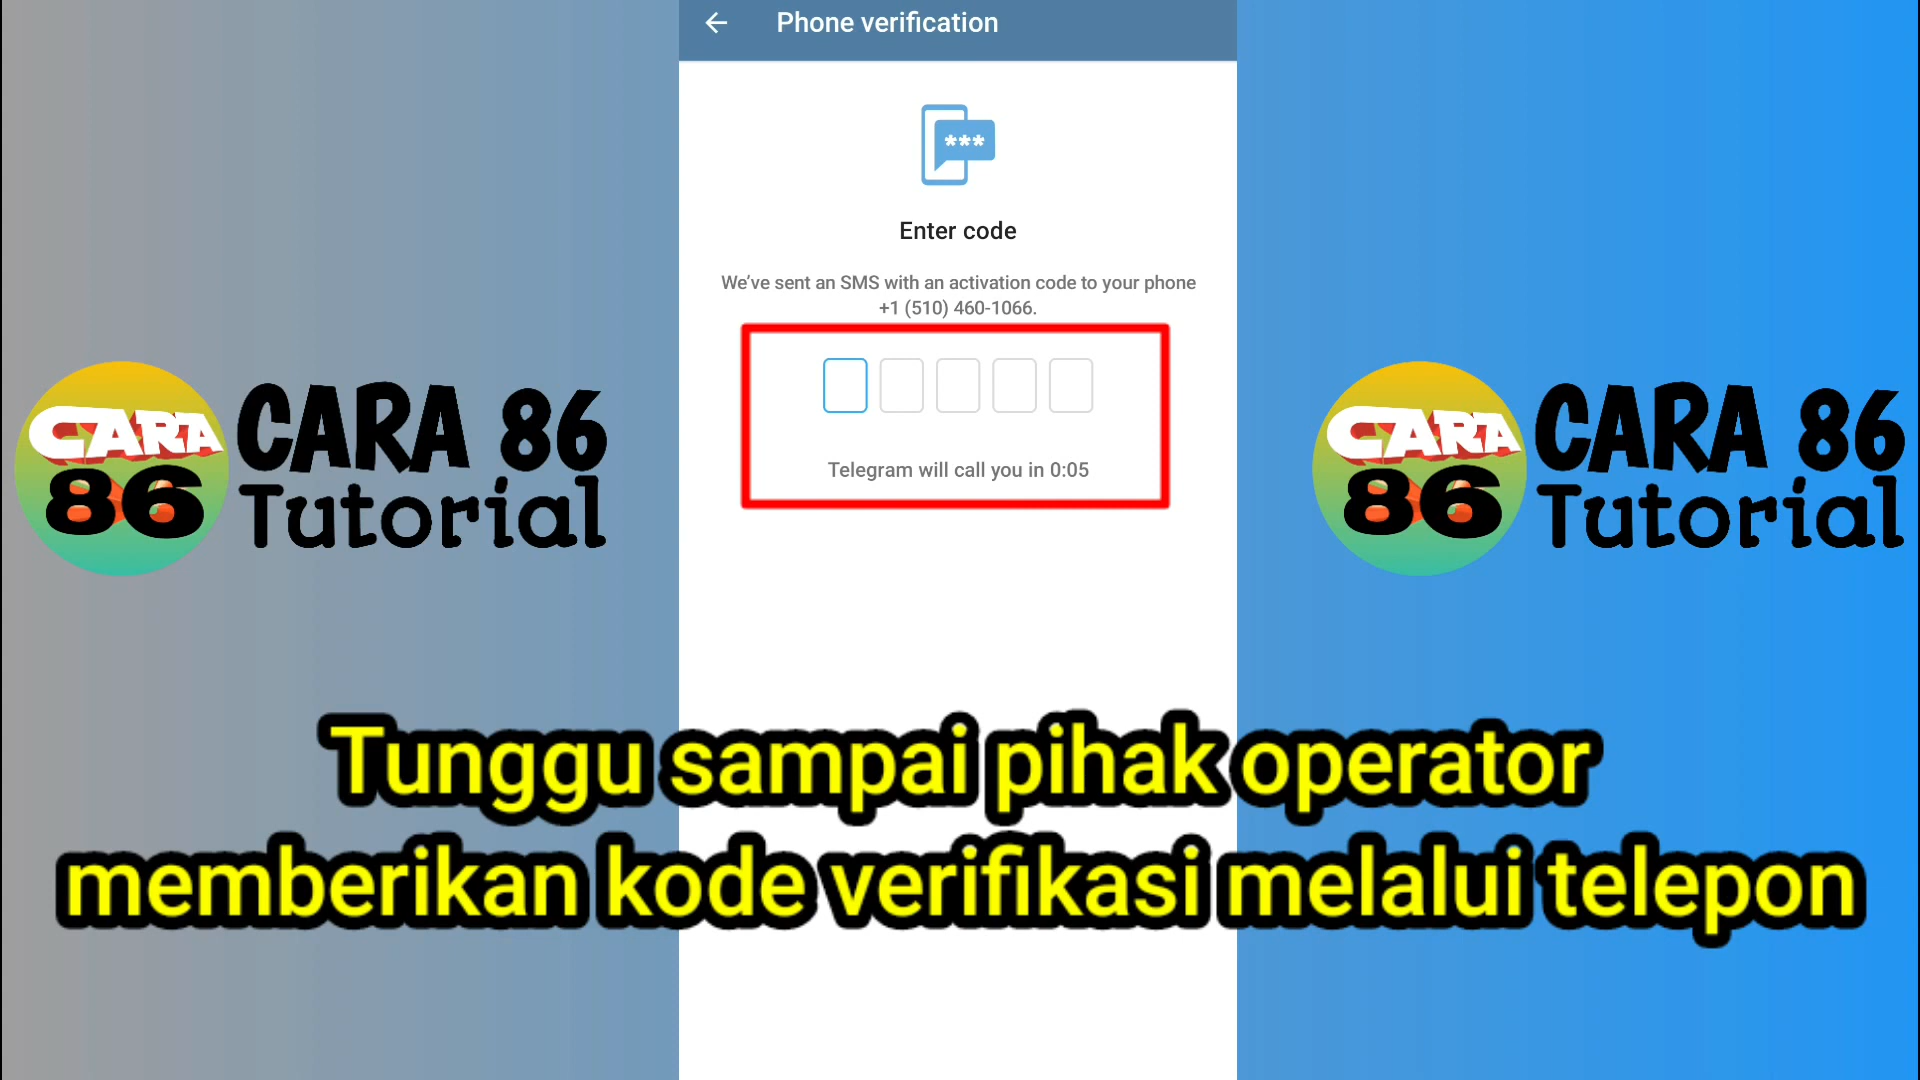 Phone verification
***
Enter code
We've sent an SMS with an activation code to your phone
+1 (510) 460-1066.
Telegram will call you in 0:05
CARA
86
CARA 86
Tutorial
CARA
86
CARA 86
Tutorial
Tunggu sampai pihak operator
memberikan kode verifikasi melalui telepon